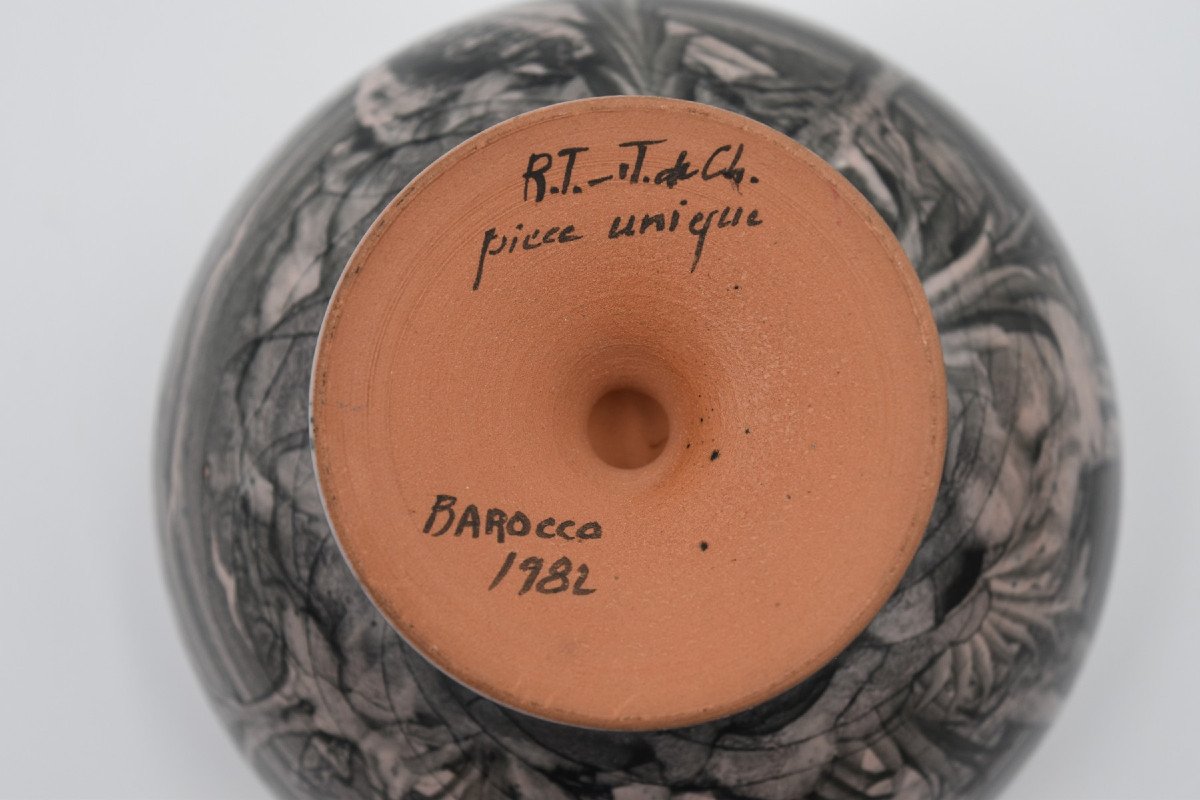 R.T. - T. de Ch.
piece unique
BAROCCO
1982